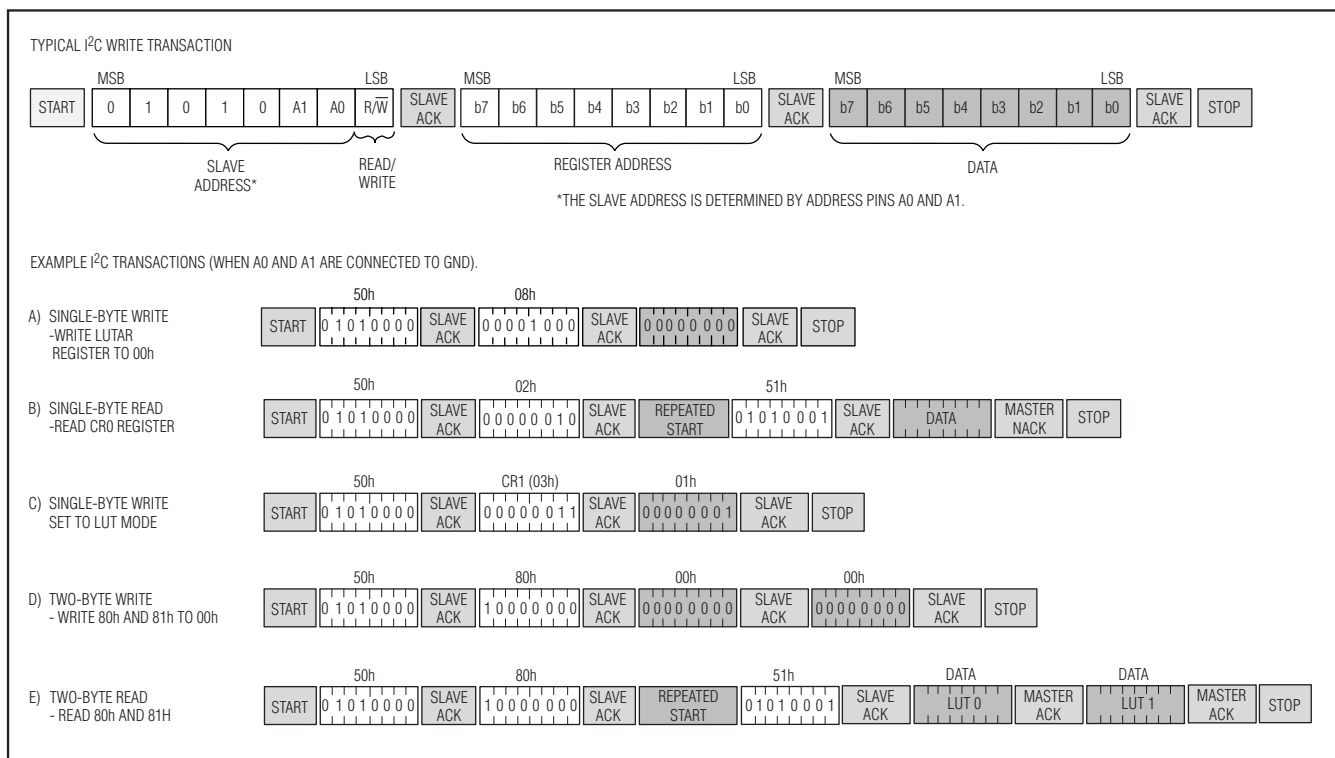 TYPICAL I2C WRITE TRANSACTION
MSB LSB MSB LSB MSB LSB
START 0 1 0 1 0 A1 A0 R/W̅ SLAVE ACK b7 b6 b5 b4 b3 b2 b1 b0 SLAVE ACK b7 b6 b5 b4 b3 b2 b1 b0 SLAVE ACK STOP
SLAVE ADDRESS* READ/WRITE REGISTER ADDRESS DATA
*THE SLAVE ADDRESS IS DETERMINED BY ADDRESS PINS A0 AND A1.
EXAMPLE I2C TRANSACTIONS (WHEN A0 AND A1 ARE CONNECTED TO GND).
50h 08h
A) SINGLE-BYTE WRITE
-WRITE LUTAR
REGISTER TO 00h
START 0 1 0 1 0 0 0 0 SLAVE ACK 0 0 0 0 1 0 0 0 SLAVE ACK 0 0 0 0 0 0 0 0 SLAVE ACK STOP
50h 02h 51h
B) SINGLE-BYTE READ
-READ CR0 REGISTER
START 0 1 0 1 0 0 0 0 SLAVE ACK 0 0 0 0 0 0 1 0 SLAVE ACK REPEATED START 0 1 0 1 0 0 0 1 SLAVE ACK DATA MASTER NACK STOP
50h CR1 (03h) 01h
C) SINGLE-BYTE WRITE
SET TO LUT MODE
START 0 1 0 1 0 0 0 0 SLAVE ACK 0 0 0 0 0 0 1 1 SLAVE ACK 0 0 0 0 0 0 0 1 SLAVE ACK STOP
50h 80h 00h 00h
D) TWO-BYTE WRITE
- WRITE 80h AND 81h TO 00h
START 0 1 0 1 0 0 0 0 SLAVE ACK 1 0 0 0 0 0 0 0 SLAVE ACK 0 0 0 0 0 0 0 0 SLAVE ACK 0 0 0 0 0 0 0 0 SLAVE ACK STOP
50h 80h 51h DATA DATA
E) TWO-BYTE READ
- READ 80h AND 81H
START 0 1 0 1 0 0 0 0 SLAVE ACK 1 0 0 0 0 0 0 0 SLAVE ACK REPEATED START 0 1 0 1 0 0 0 1 SLAVE ACK LUT 0 MASTER ACK LUT 1 MASTER ACK STOP